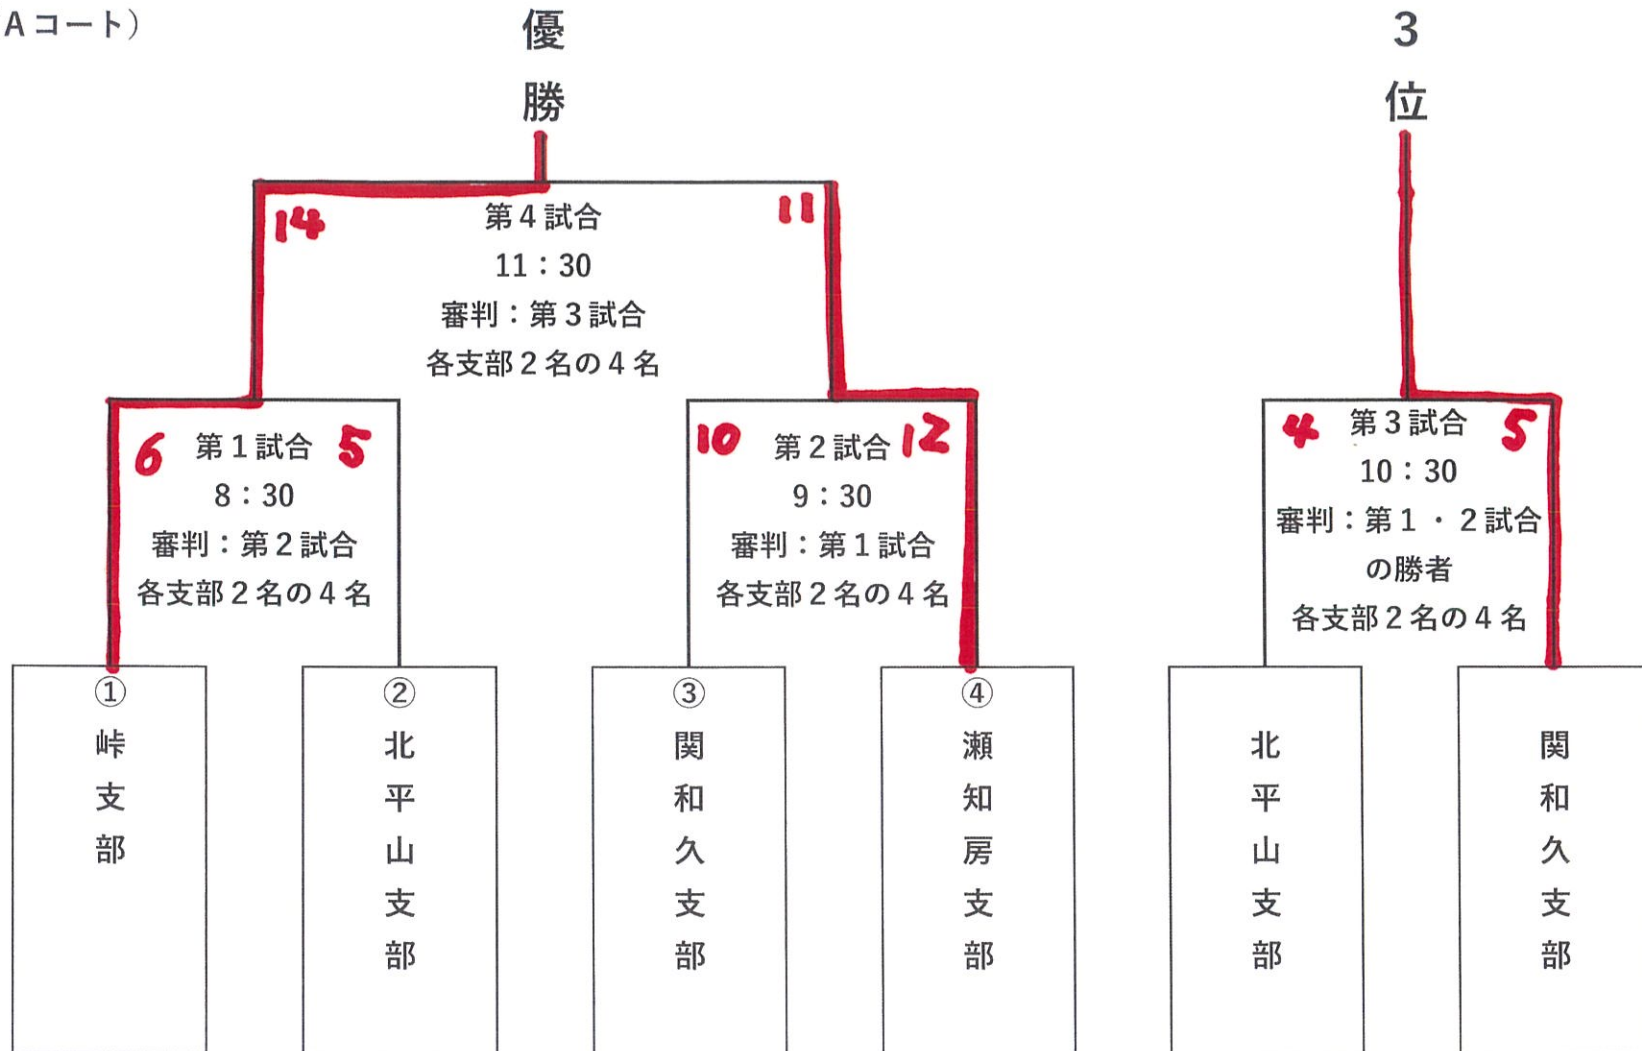 Aコート)
優勝
3位
14
第4試合
11
11：30
審判：第3試合
各支部2名の4名
6
第1試合
5
8：30
審判：第2試合
各支部2名の4名
10
第2試合
12
9：30
審判：第1試合
各支部2名の4名
4
第3試合
5
10：30
審判：第1・2試合
の勝者
各支部2名の4名
①
峠支部
②
北平山支部
③
関和久支部
④
瀬知房支部
北平山支部
関和久支部